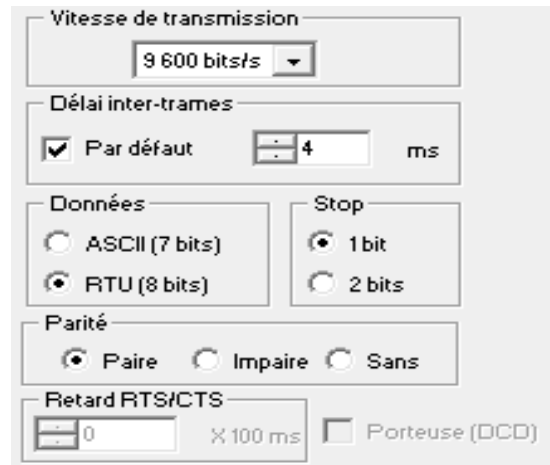 Vitesse de transmission
9 600 bits/s
Délai inter-trames
Par défaut 4 ms
Données
ASCII (7 bits)
RTU (8 bits)
Stop
1 bit
2 bits
Parité
Paire Impaire Sans
Retard RTS/CTS
0 X 100 ms
Porteuse (DCD)